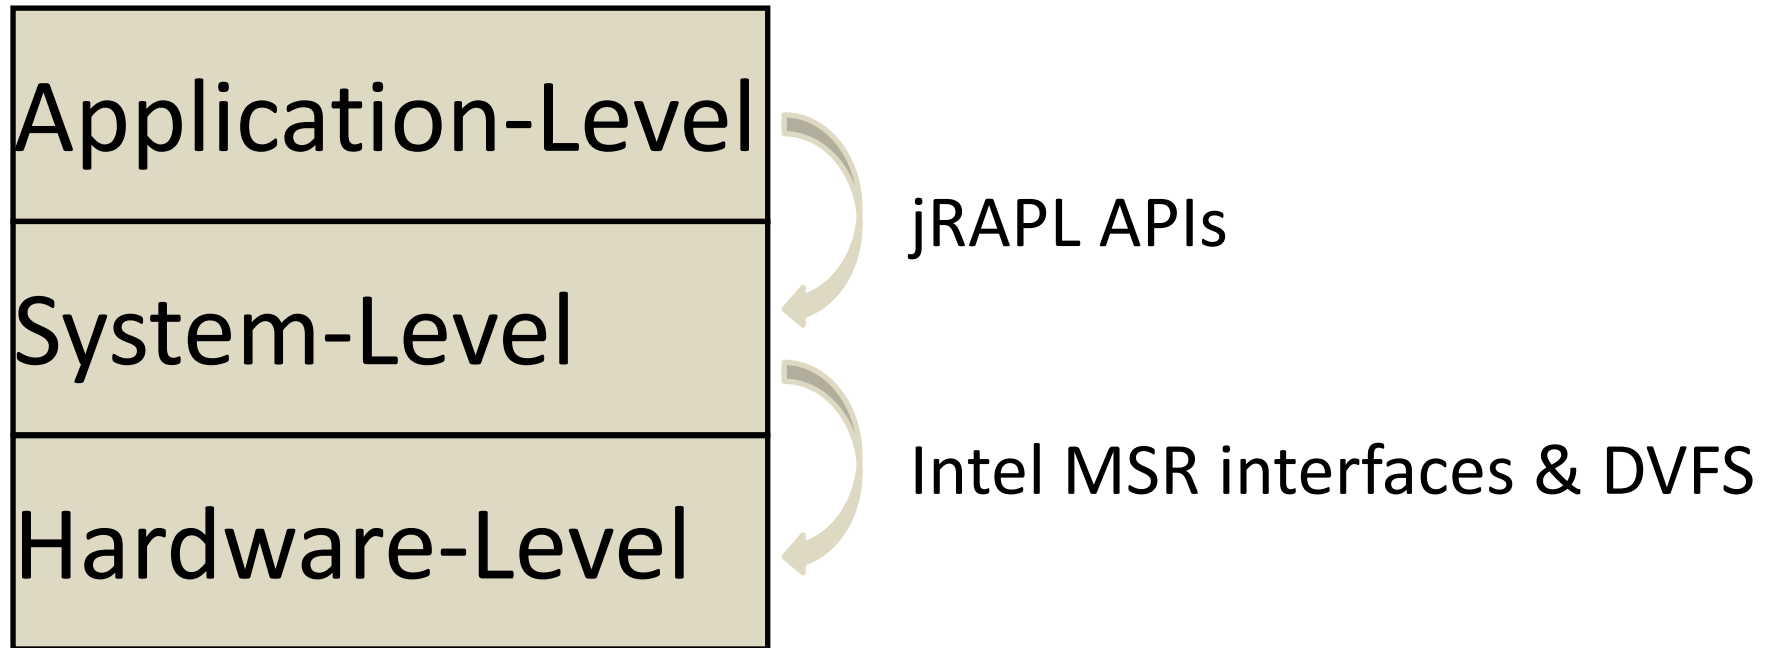 Application-Level
jRAPL APIs
System-Level
Intel MSR interfaces & DVFS
Hardware-Level